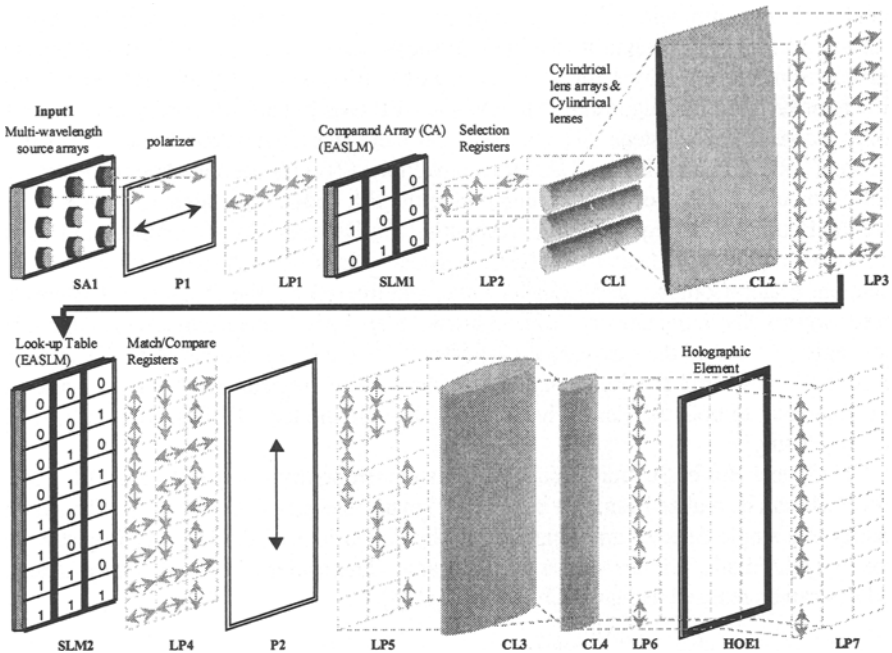 Input1
Multi-wavelength
source arrays
polarizer
Comparand Array (CA)
(EASLM)
Selection
Registers
Cylindrical
lens arrays &
Cylindrical
lenses
1 1 0
1 0 0
0 1 0
SA1 P1 LP1 SLM1 LP2 CL1 CL2 LP3
Look-up Table
(EASLM)
Match/Compare
Registers
Holographic
Element
0 0 0
0 0 1
0 1 0
0 1 1
1 0 0
1 0 1
1 1 0
1 1 1
SLM2 LP4 P2 LP5 CL3 CL4 LP6 HOE1 LP7